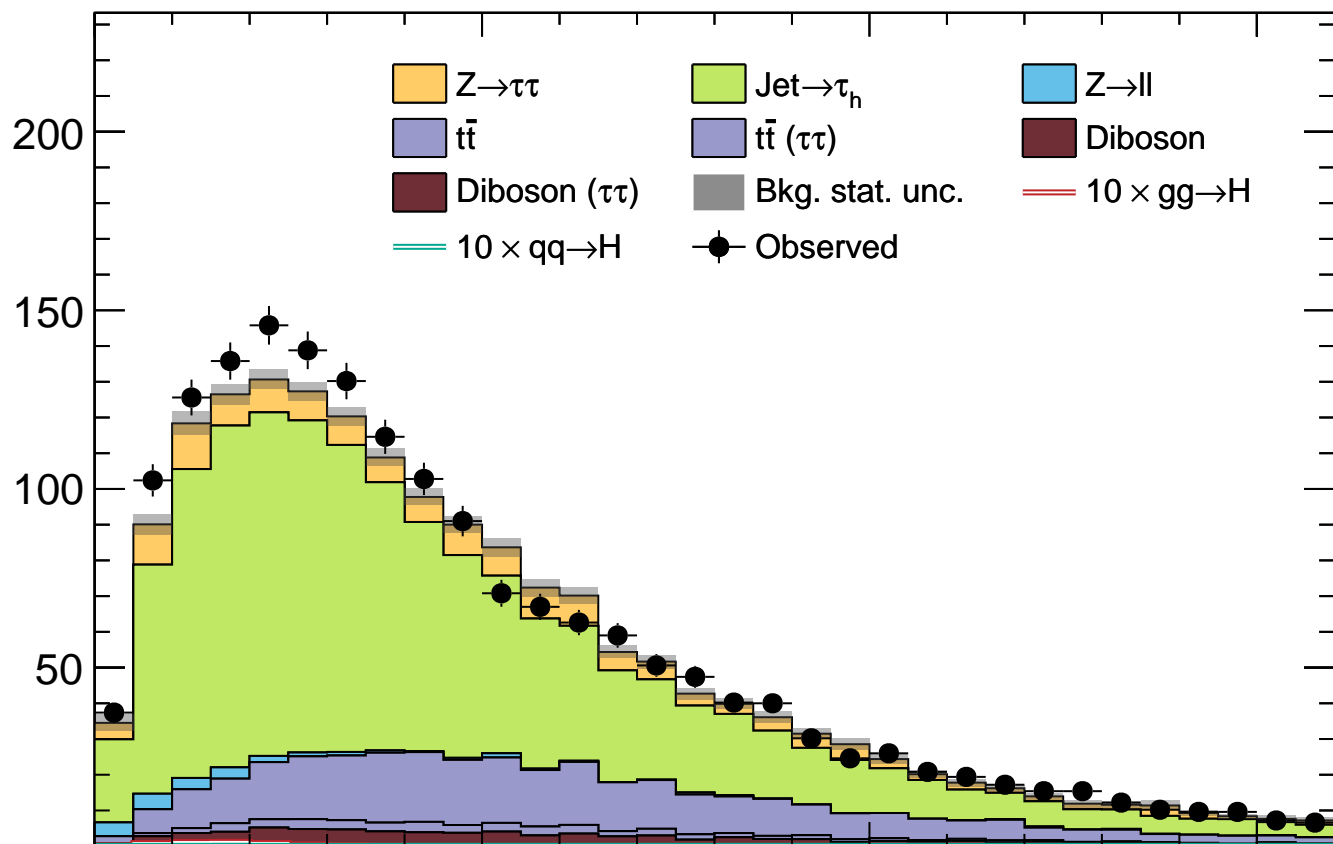 Z→ττ Jet→τh Z→ll
200 tt̄ tt̄ (ττ) Diboson
Diboson (ττ) Bkg. stat. unc. 10 × gg→H
10 × qq→H Observed
150
100
50